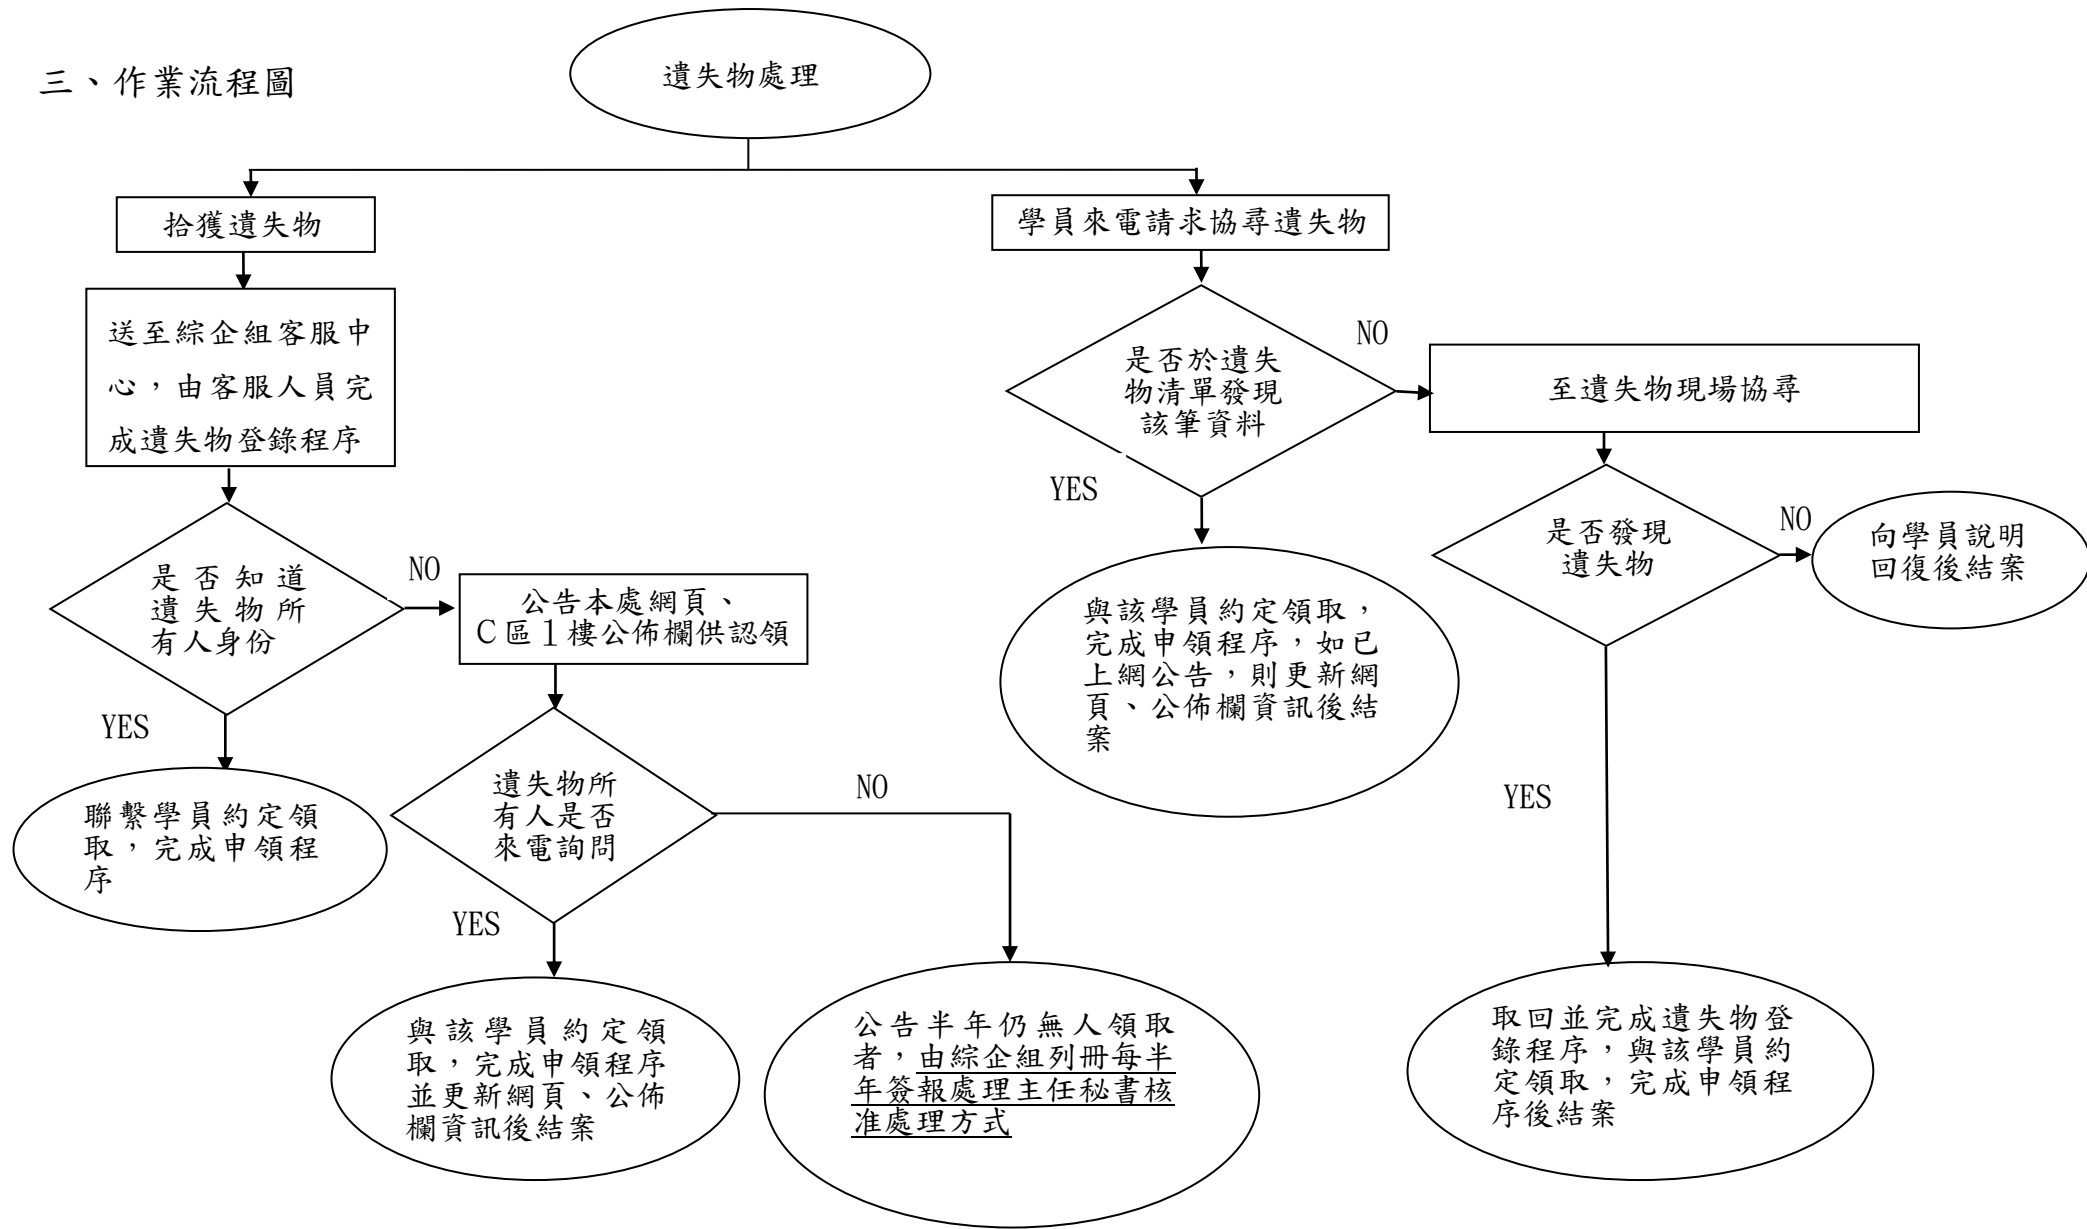 三、作業流程圖
遺失物處理
拾獲遺失物
送至綜企組客服中
心，由客服人員完
成遺失物登錄程序
是否知道
遺失物所
有人身份
NO
YES
聯繫學員約定領
取，完成申領程
序
公告本處網頁、
C區1樓公佈欄供認領
遺失物所
有人是否
來電詢問
NO
YES
與該學員約定領
取，完成申領程序
並更新網頁、公佈
欄資訊後結案
公告半年仍無人領取
者，由綜企組列冊每半
年簽報處理主任秘書核
准處理方式
學員來電請求協尋遺失物
是否於遺失
物清單發現
該筆資料
NO
YES
與該學員約定領取，
完成申領程序，如已
上網公告，則更新網
頁、公佈欄資訊後結
案
至遺失物現場協尋
是否發現
遺失物
NO
向學員說明
回復後結案
YES
取回並完成遺失物登
錄程序，與該學員約
定領取，完成申領程
序後結案